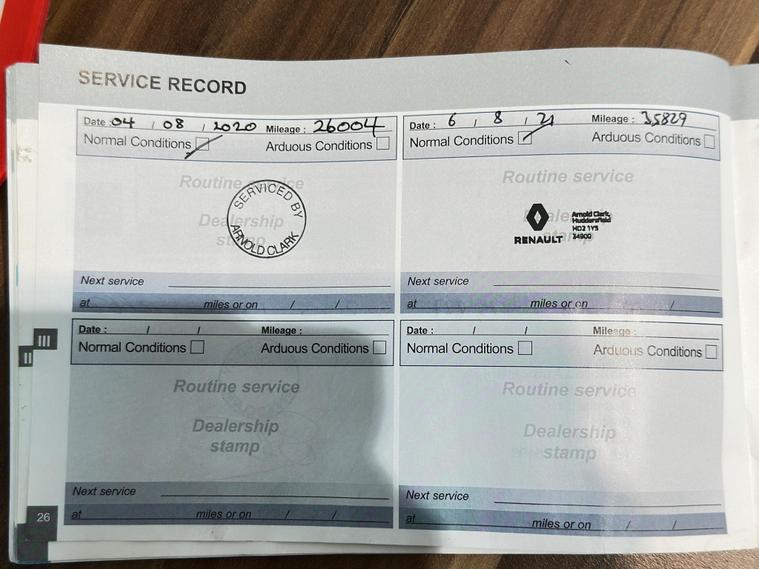 SERVICE RECORD
Date : 04 / 08 / 2020 Mileage : 26004
Normal Conditions Arduous Conditions
Routine service
Dealership
stamp
SERVICED BY
ARNOLD CLARK
Next service
at miles or on / /
Date : 6 / 8 / 21 Mileage : 35829
Normal Conditions Arduous Conditions
Routine service
Dealership
stamp
RENAULT
Arnold Clark,
Huddersfield
HD2 1YS
34900
Next service
at miles or on / /
Date : / / Mileage :
Normal Conditions Arduous Conditions
Routine service
Dealership
stamp
Next service
at miles or on / /
Date : / / Mileage :
Normal Conditions Arduous Conditions
Routine service
Dealership
stamp
Next service
at miles or on / /
III
II
26